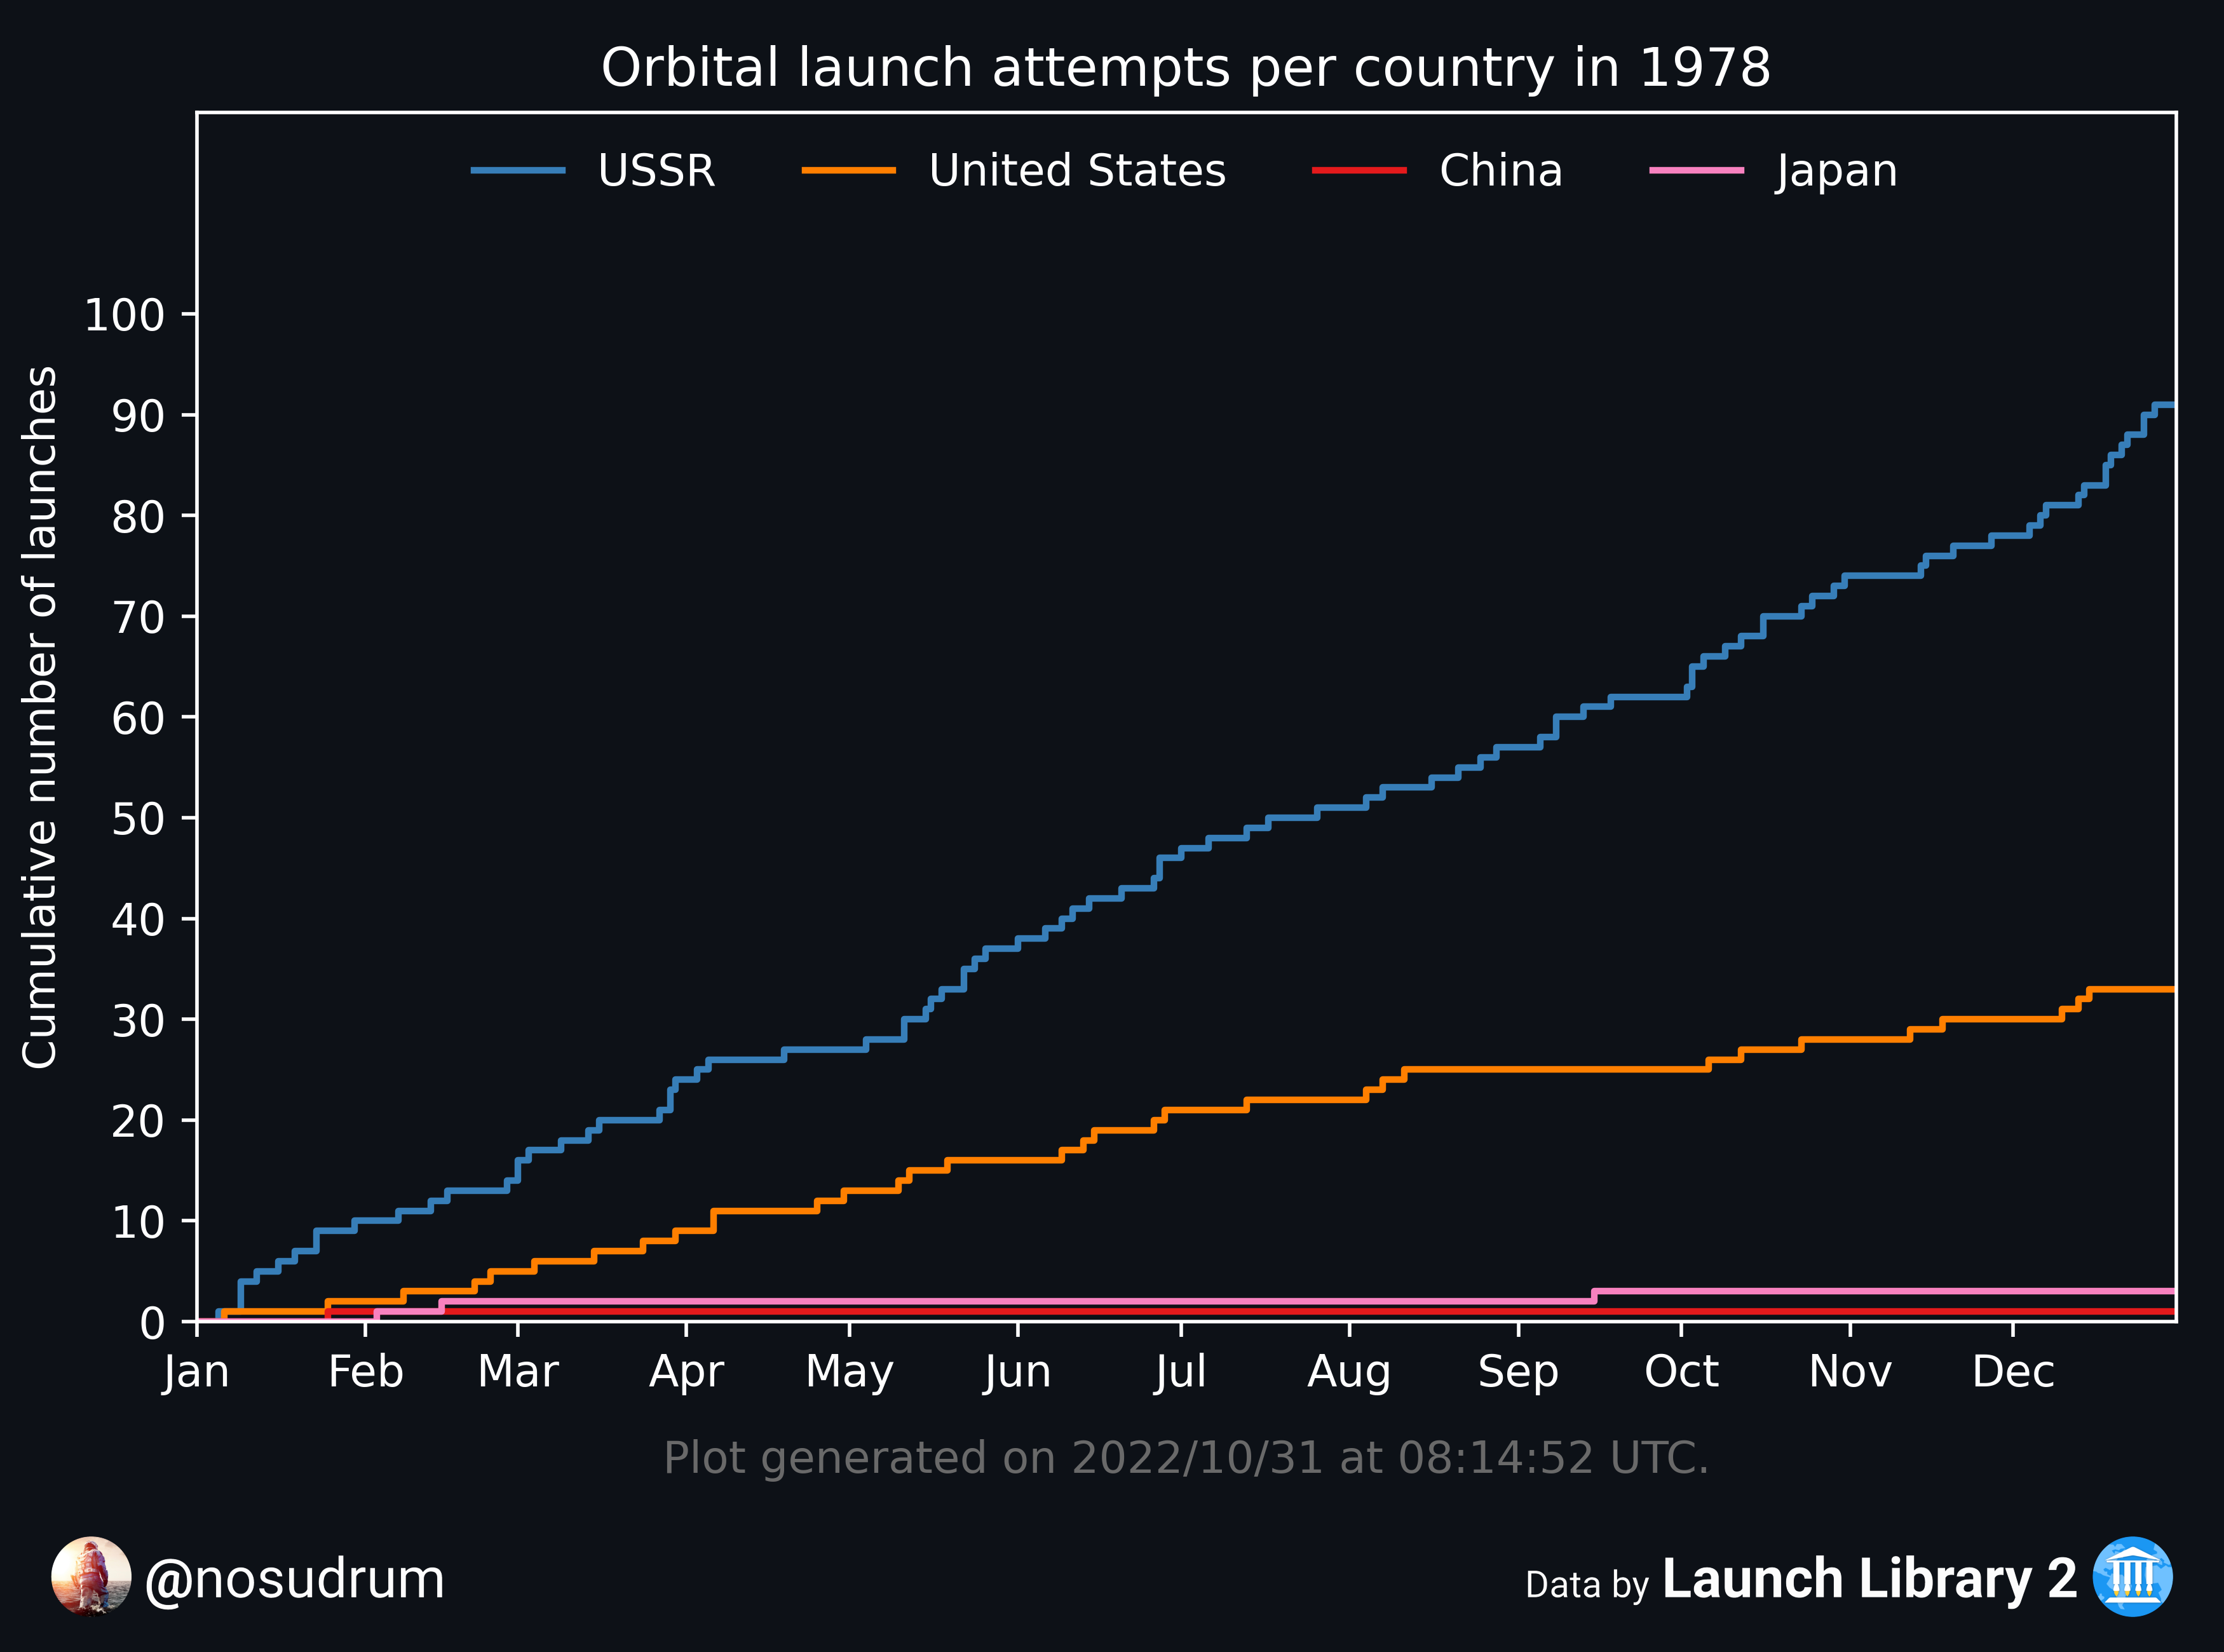 Orbital launch attempts per country in 1978
USSR United States China Japan
Cumulative number of launches
100
90
80
70
60
50
40
30
20
10
0
Jan Feb Mar Apr May Jun Jul Aug Sep Oct Nov Dec
Plot generated on 2022/10/31 at 08:14:52 UTC.
@nosudrum
Data by Launch Library 2